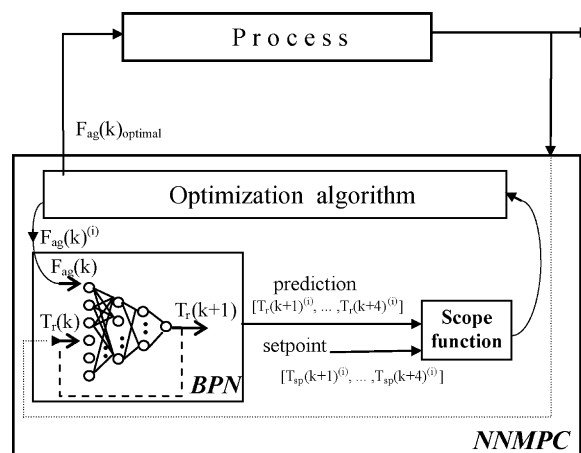 Process
F_ag(k)_optimal
Optimization algorithm
F_ag(k)^(i)
F_ag(k)
T_r(k)
T_r(k+1)
BPN
prediction
[T_r(k+1)^(i), ... ,T_r(k+4)^(i)]
setpoint
[T_sp(k+1)^(i), ... ,T_sp(k+4)^(i)]
Scope
function
NNMPC